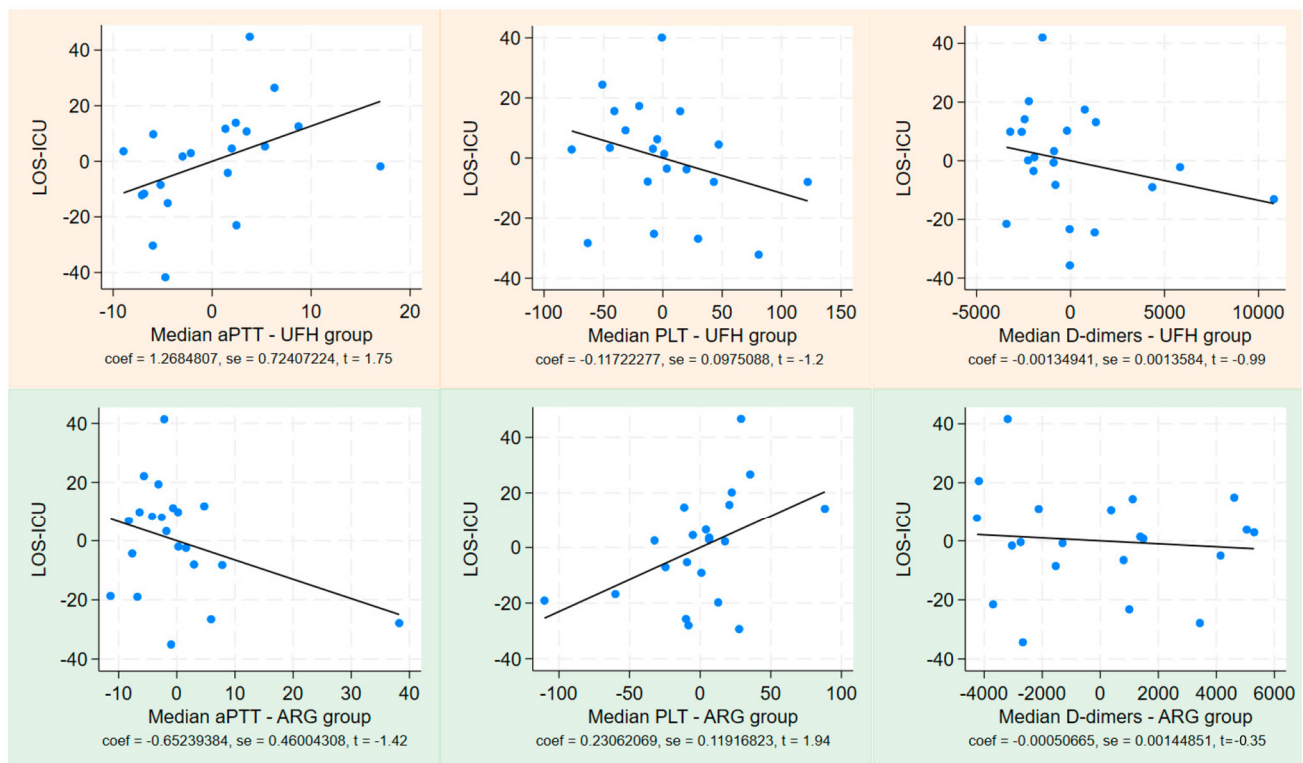 40
20
0
-20
-40
LOS-ICU
-10 0 10 20
Median aPTT - UFH group
coef = 1.2684807, se = 0.72407224, t = 1.75
40
20
0
-20
-40
LOS-ICU
-100 -50 0 50 100 150
Median PLT - UFH group
coef = -0.11722277, se = 0.0975088, t = -1.2
40
20
0
-20
-40
LOS-ICU
-5000 0 5000 10000
Median D-dimers - UFH group
coef = -0.00134941, se = 0.0013584, t = -0.99
40
20
0
-20
-40
LOS-ICU
-10 0 10 20 30 40
Median aPTT - ARG group
coef = -0.65239384, se = 0.46004308, t = -1.42
40
20
0
-20
-40
LOS-ICU
-100 -50 0 50 100
Median PLT - ARG group
coef = 0.23062069, se = 0.11916823, t = 1.94
40
20
0
-20
-40
LOS-ICU
-4000 -2000 0 2000 4000 6000
Median D-dimers - ARG group
coef = -0.00050665, se = 0.00144851, t=-0.35